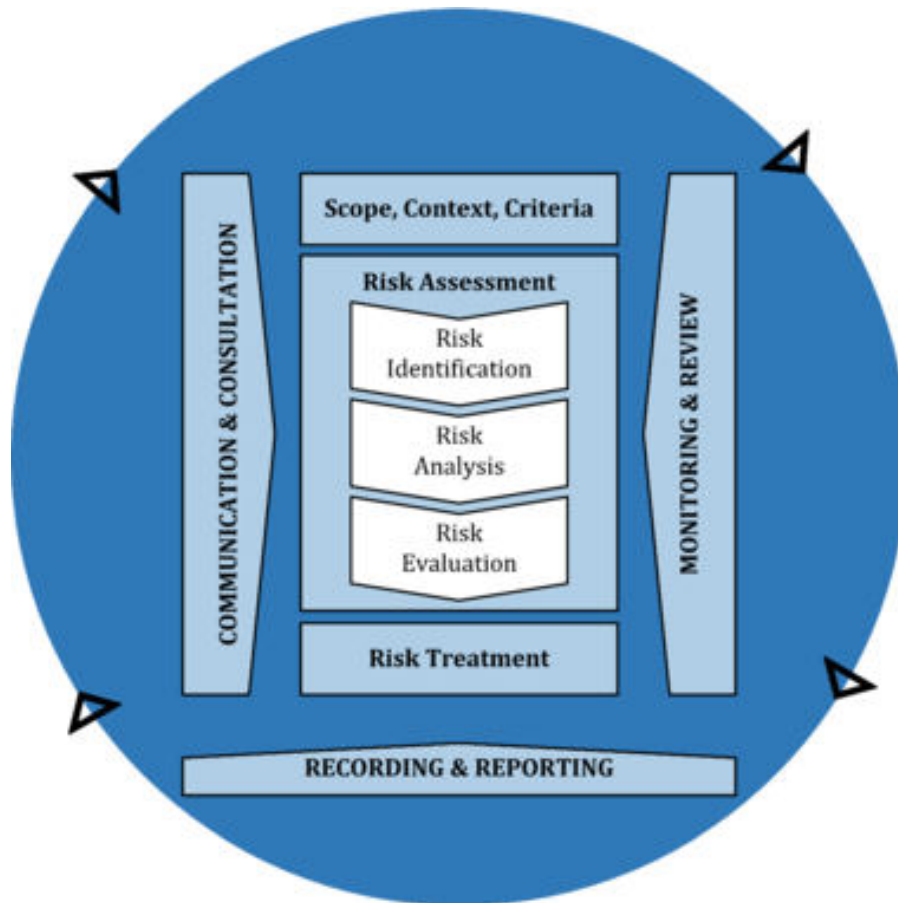 Scope, Context, Criteria
Risk Assessment
Risk
Identification
Risk
Analysis
Risk
Evaluation
Risk Treatment
COMMUNICATION & CONSULTATION
MONITORING & REVIEW
RECORDING & REPORTING